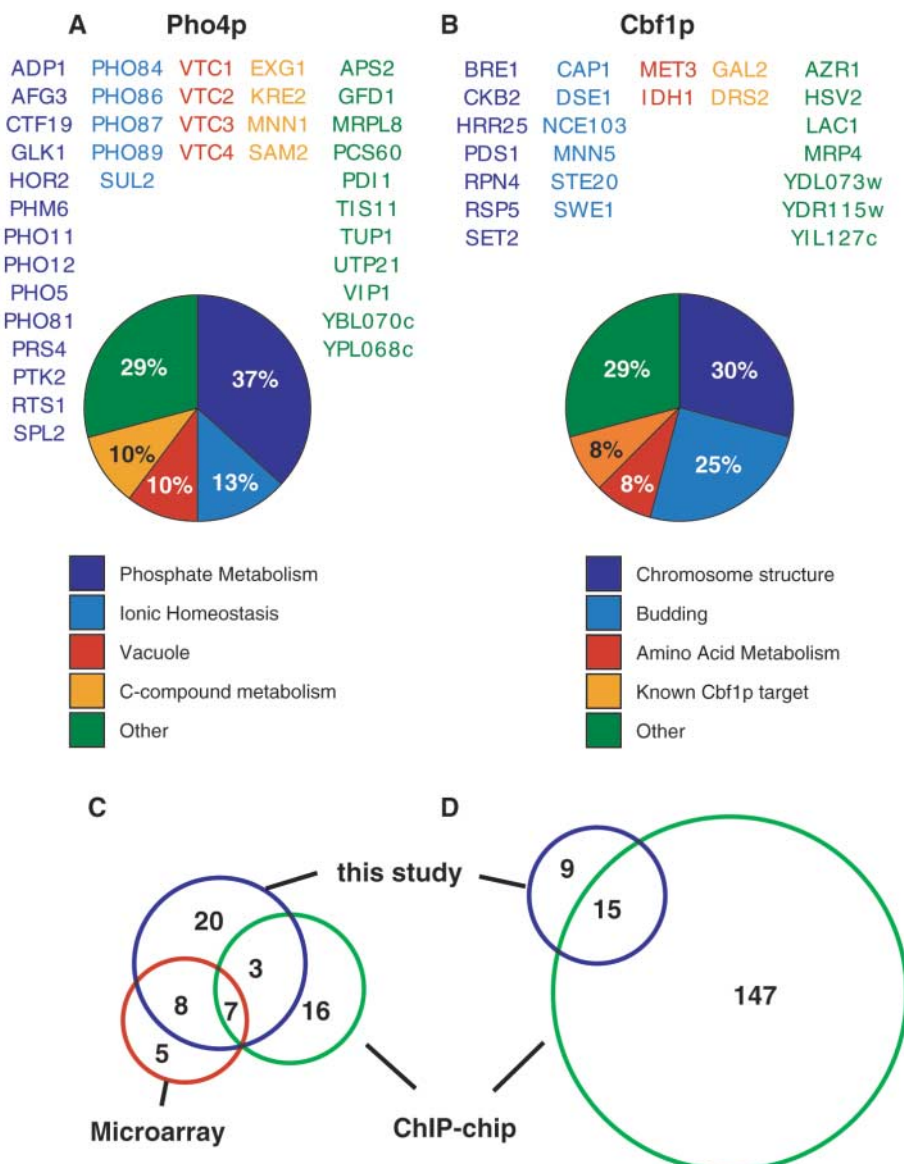 A Pho4p
B Cbf1p
ADP1 PHO84 VTC1 EXG1 APS2
AFG3 PHO86 VTC2 KRE2 GFD1
CTF19 PHO87 VTC3 MNN1 MRPL8
GLK1 PHO89 VTC4 SAM2 PCS60
HOR2 SUL2 PDI1
PHM6 TIS11
PHO11 TUP1
PHO12 UTP21
PHO5 VIP1
PHO81 YBL070c
PRS4 YPL068c
PTK2
RTS1
SPL2
29%
37%
10%
10%
13%
Phosphate Metabolism
Ionic Homeostasis
Vacuole
C-compound metabolism
Other
BRE1 CAP1 MET3 GAL2 AZR1
CKB2 DSE1 IDH1 DRS2 HSV2
HRR25 NCE103 LAC1
PDS1 MNN5 MRP4
RPN4 STE20 YDL073w
RSP5 SWE1 YDR115w
SET2 YIL127c
29%
30%
8%
8%
25%
Chromosome structure
Budding
Amino Acid Metabolism
Known Cbf1p target
Other
C
D
this study
20
3
8
7
16
5
Microarray
ChIP-chip
9
15
147